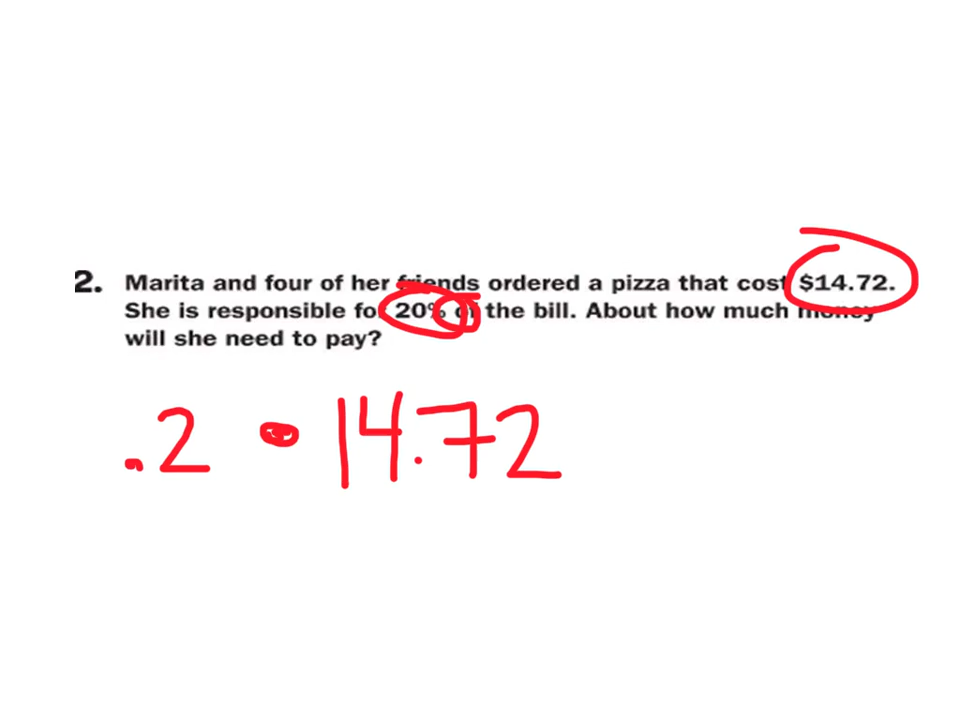 2. Marita and four of her friends ordered a pizza that cost $14.72.
She is responsible for 20% of the bill. About how much money
will she need to pay?
.2 • 14.72